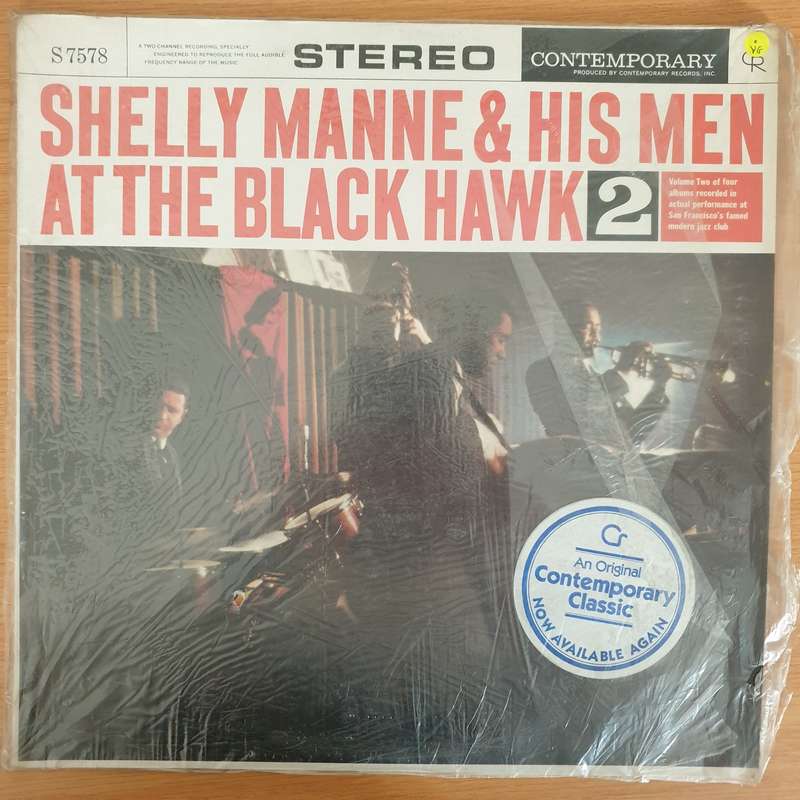 S 7578
A TWO-CHANNEL RECORDING, SPECIALLY
ENGINEERED TO REPRODUCE THE FULL AUDIBLE
FREQUENCY RANGE OF THE MUSIC
STEREO
CONTEMPORARY
PRODUCED BY CONTEMPORARY RECORDS, INC.
VG
CR
SHELLY MANNE & HIS MEN
AT THE BLACK HAWK 2
Volume Two of four
albums recorded in
actual performance at
San Francisco's famed
modern jazz club
Cr
An Original
Contemporary
Classic
NOW AVAILABLE AGAIN